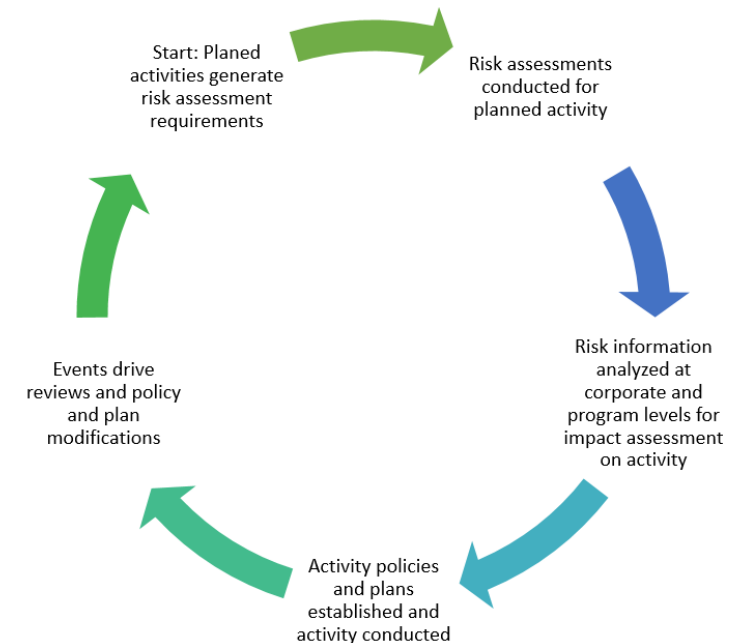 Start: Planed
activities generate
risk assessment
requirements
Risk assessments
conducted for
planned activity
Risk information
analyzed at
corporate and
program levels for
impact assessment
on activity
Activity policies
and plans
established and
activity conducted
Events drive
reviews and policy
and plan
modifications